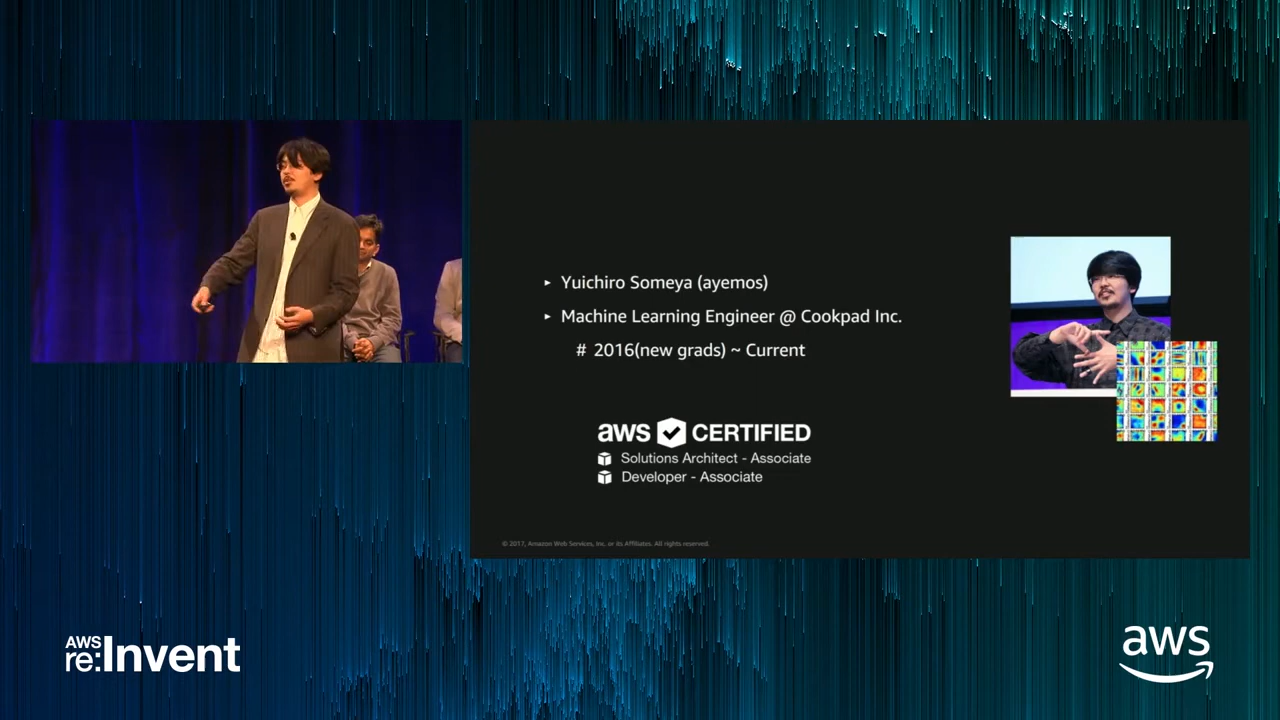 ▸ Yuichiro Someya (ayemos)
▸ Machine Learning Engineer @ Cookpad Inc.
# 2016(new grads) ~ Current
aws CERTIFIED
Solutions Architect - Associate
Developer - Associate
© 2017, Amazon Web Services, Inc. or its Affiliates. All rights reserved.
AWS
re:Invent
aws